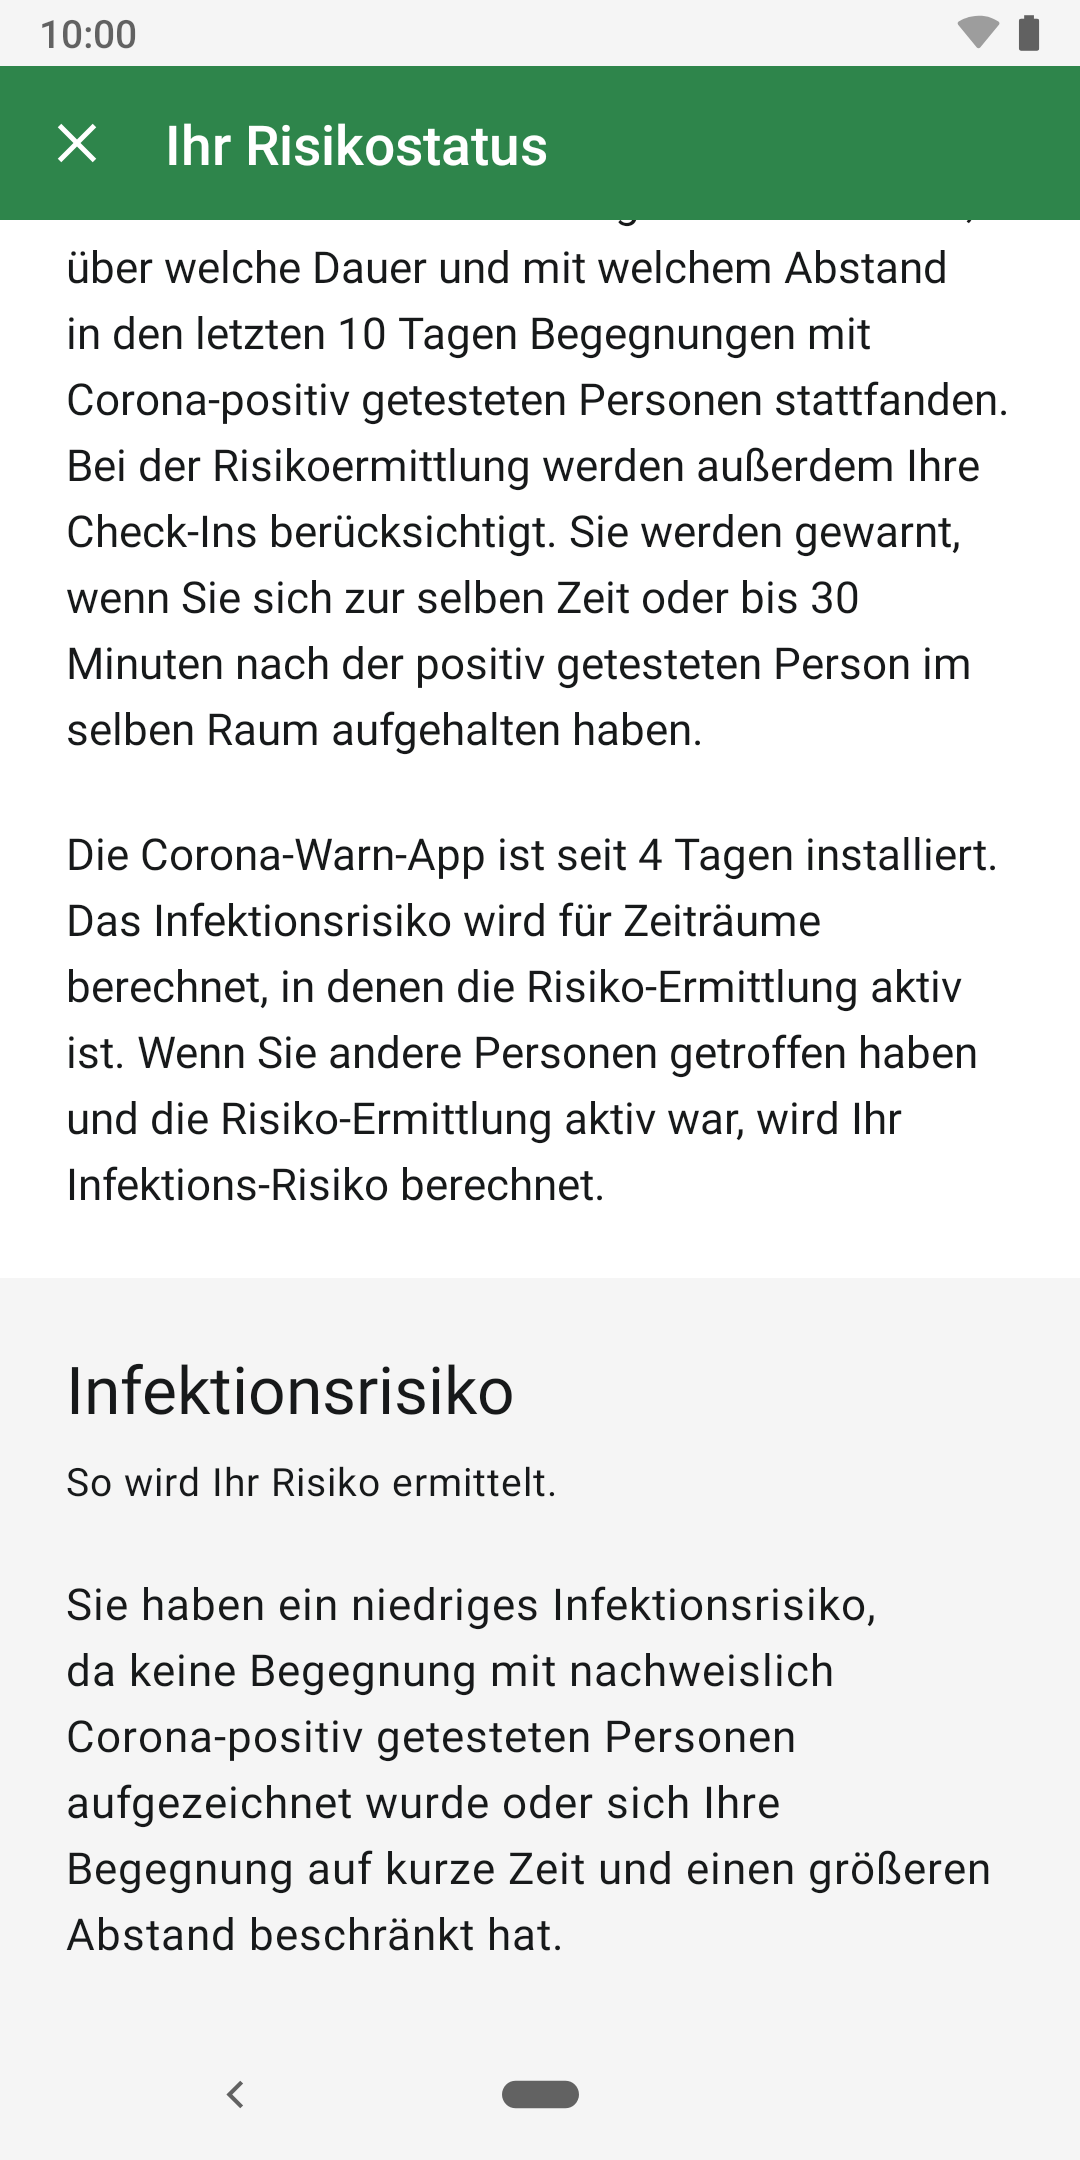 10:00
Ihr Risikostatus
über welche Dauer und mit welchem Abstand
in den letzten 10 Tagen Begegnungen mit
Corona-positiv getesteten Personen stattfanden.
Bei der Risikoermittlung werden außerdem Ihre
Check-Ins berücksichtigt. Sie werden gewarnt,
wenn Sie sich zur selben Zeit oder bis 30
Minuten nach der positiv getesteten Person im
selben Raum aufgehalten haben.
Die Corona-Warn-App ist seit 4 Tagen installiert.
Das Infektionsrisiko wird für Zeiträume
berechnet, in denen die Risiko-Ermittlung aktiv
ist. Wenn Sie andere Personen getroffen haben
und die Risiko-Ermittlung aktiv war, wird Ihr
Infektions-Risiko berechnet.
Infektionsrisiko
So wird Ihr Risiko ermittelt.
Sie haben ein niedriges Infektionsrisiko,
da keine Begegnung mit nachweislich
Corona-positiv getesteten Personen
aufgezeichnet wurde oder sich Ihre
Begegnung auf kurze Zeit und einen größeren
Abstand beschränkt hat.